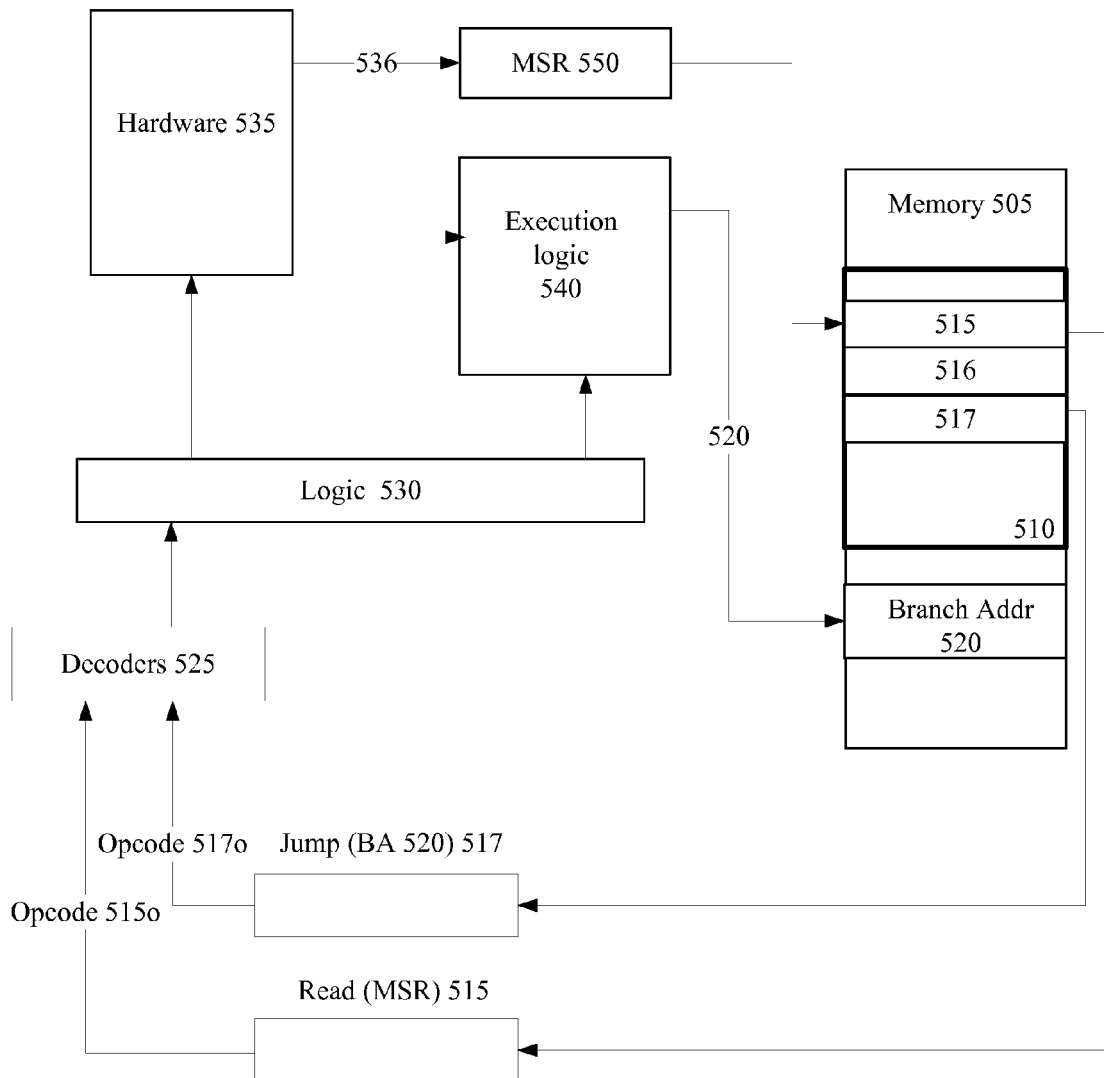 536
MSR 550
Hardware 535
Memory 505
Execution
logic
540
515
516
517
520
Logic 530
510
Branch Addr
520
Decoders 525
Opcode 517o
Jump (BA 520) 517
Opcode 515o
Read (MSR) 515